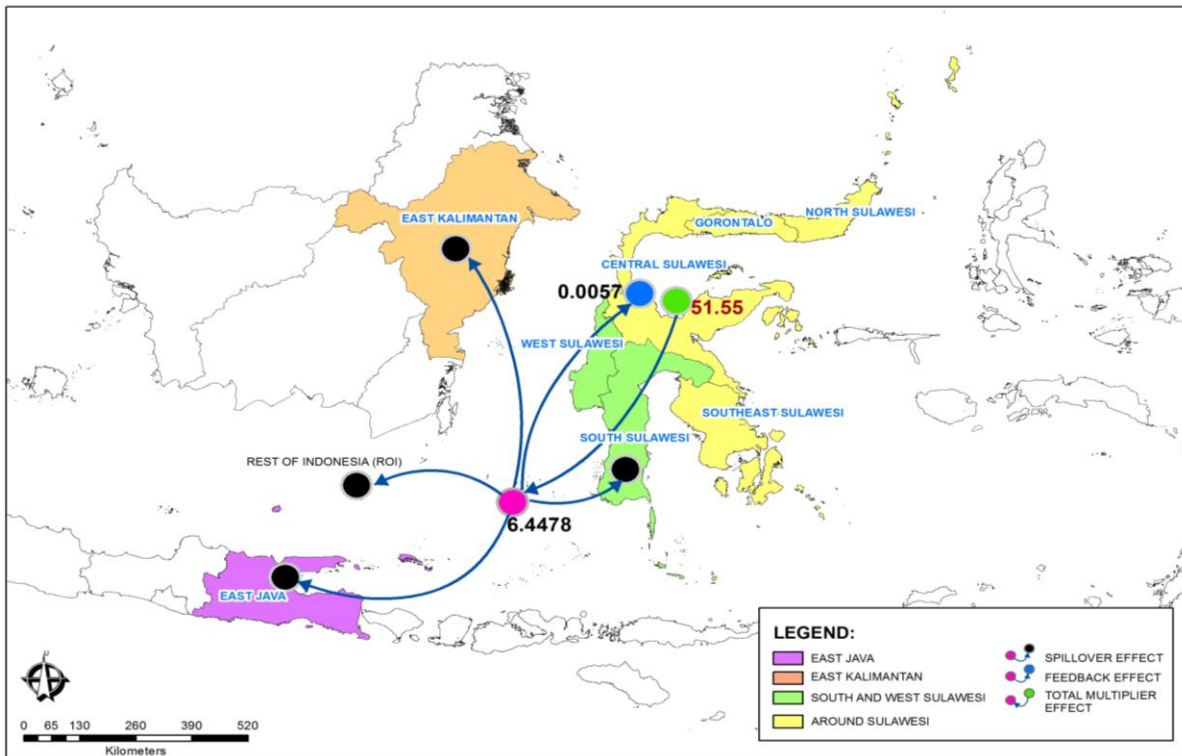 EAST KALIMANTAN
NORTH SULAWESI
GORONTALO
CENTRAL SULAWESI
0.0057
51.55
WEST SULAWESI
SOUTHEAST SULAWESI
SOUTH SULAWESI
REST OF INDONESIA (ROI)
6.4478
EAST JAVA
LEGEND:
EAST JAVA
EAST KALIMANTAN
SOUTH AND WEST SULAWESI
AROUND SULAWESI
SPILLOVER EFFECT
FEEDBACK EFFECT
TOTAL MULTIPLIER
EFFECT
0 65 130 260 390 520
Kilometers